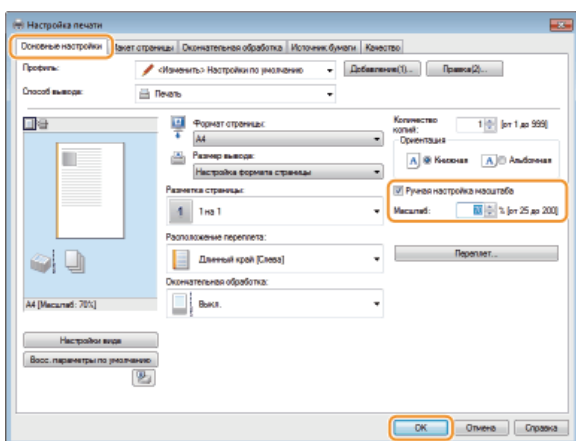 Настройка печати
Основные настройки Макет страницы Окончательная обработка Источник бумаги Качество
Профиль: <Изменить> Настройки по умолчанию Добавление(1)... Правка(2)...
Способ вывода: Печать
Формат страницы:
A4
Размер вывода:
Настройка формата страницы
Разметка страницы:
1 1 на 1
Расположение переплета:
Длинный край [Слева]
Окончательная обработка:
Выкл.
Количество копий: 1 [от 1 до 999]
Ориентация
A Книжная A Альбомная
Ручная настройка масштаба
Масштаб: 70 % [от 25 до 200]
Переплет...
A4 [Масштаб: 70%]
Настройки вида
Восс. параметры по умолчанию
OK Отмена Справка